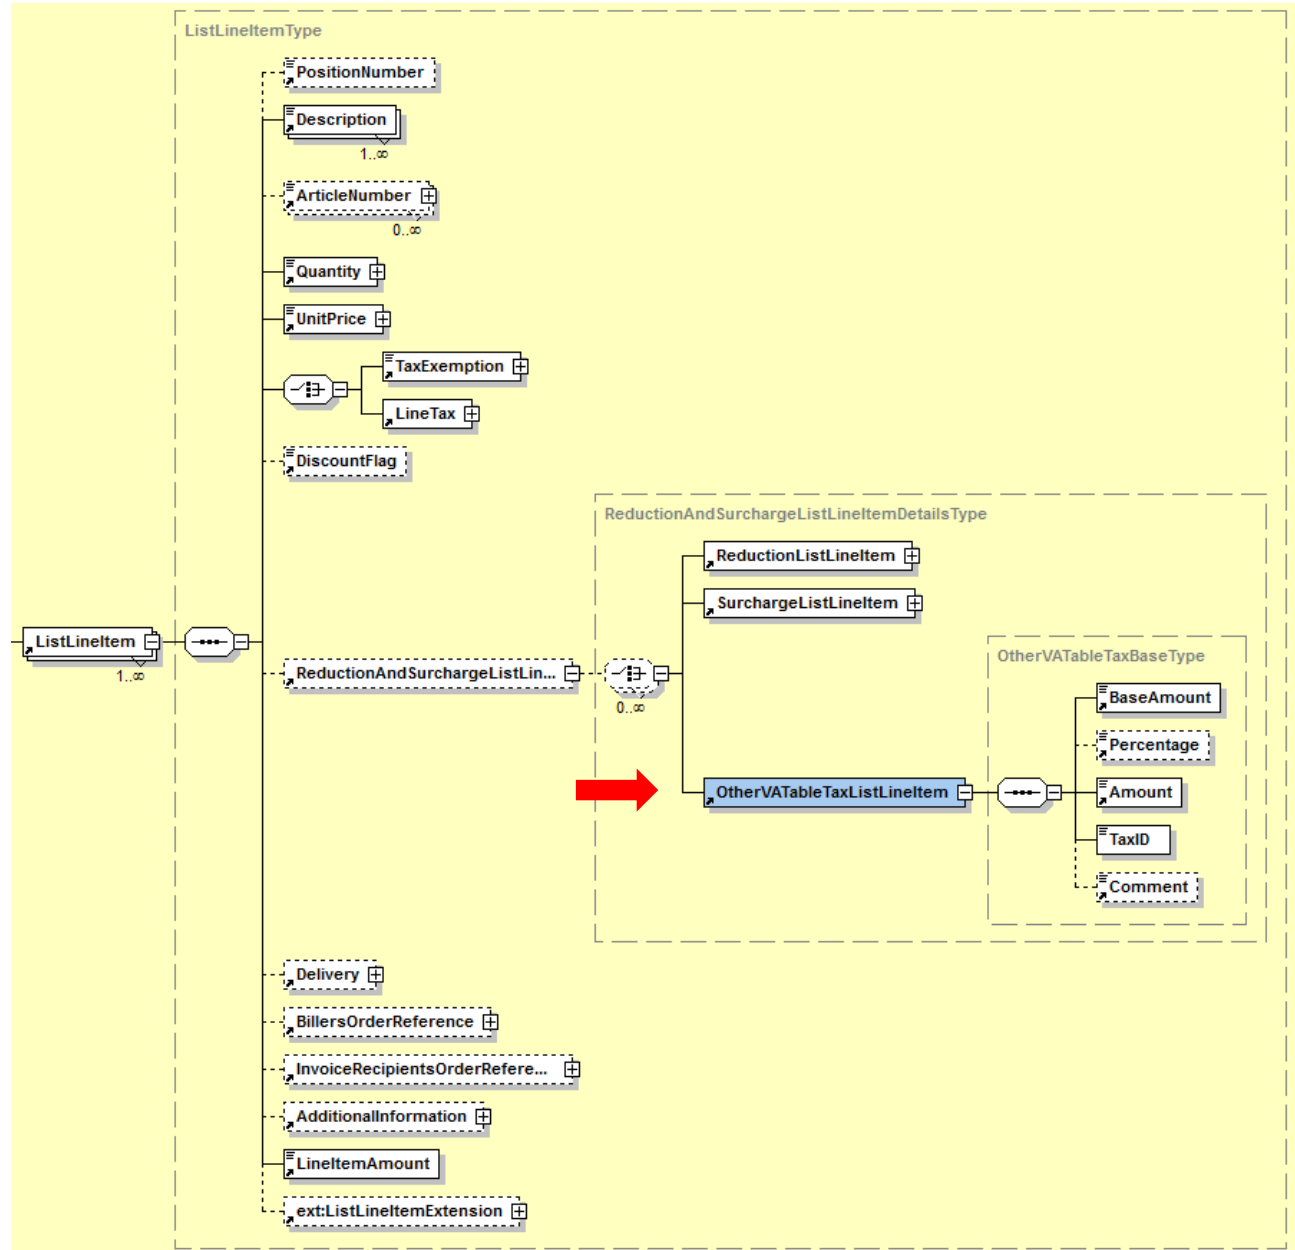 ListLineItemType
PositionNumber
Description
1..∞
ArticleNumber
0..∞
Quantity
UnitPrice
TaxExemption
LineTax
DiscountFlag
ReductionAndSurchargeListLineItemDetailsType
ReductionListLineItem
SurchargeListLineItem
ListLineItem
1..∞
ReductionAndSurchargeListLin...
0..∞
OtherVATableTaxBaseType
BaseAmount
Percentage
OtherVATableTaxListLineItem
Amount
TaxID
Comment
Delivery
BillersOrderReference
InvoiceRecipientsOrderRefere...
AdditionalInformation
LineItemAmount
ext:ListLineItemExtension